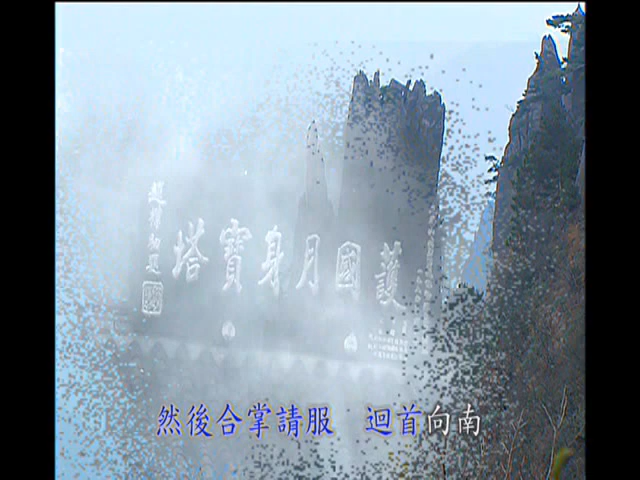 護國月身寶塔
趙樸初題
然後合掌請服　迴首向南